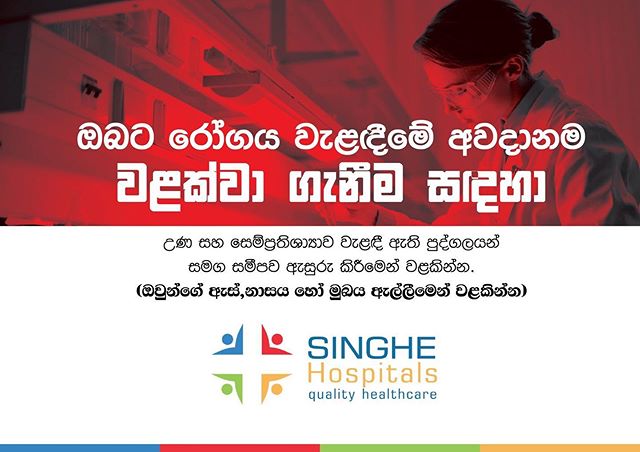 ඔබට රෝගය වැළඳීමේ අවදානම
වළක්වා ගැනීම සඳහා
උණ සහ සෙම්ප්‍රතිශ්‍යාව වැළඳී ඇති පුද්ගලයන්
සමග සමීපව ඇසුරු කිරීමෙන් වළකින්න.
(ඔවුන්ගේ ඇස්,නාසය හෝ මුඛය ඇල්ලීමෙන් වළකින්න)
SINGHE
Hospitals
quality healthcare